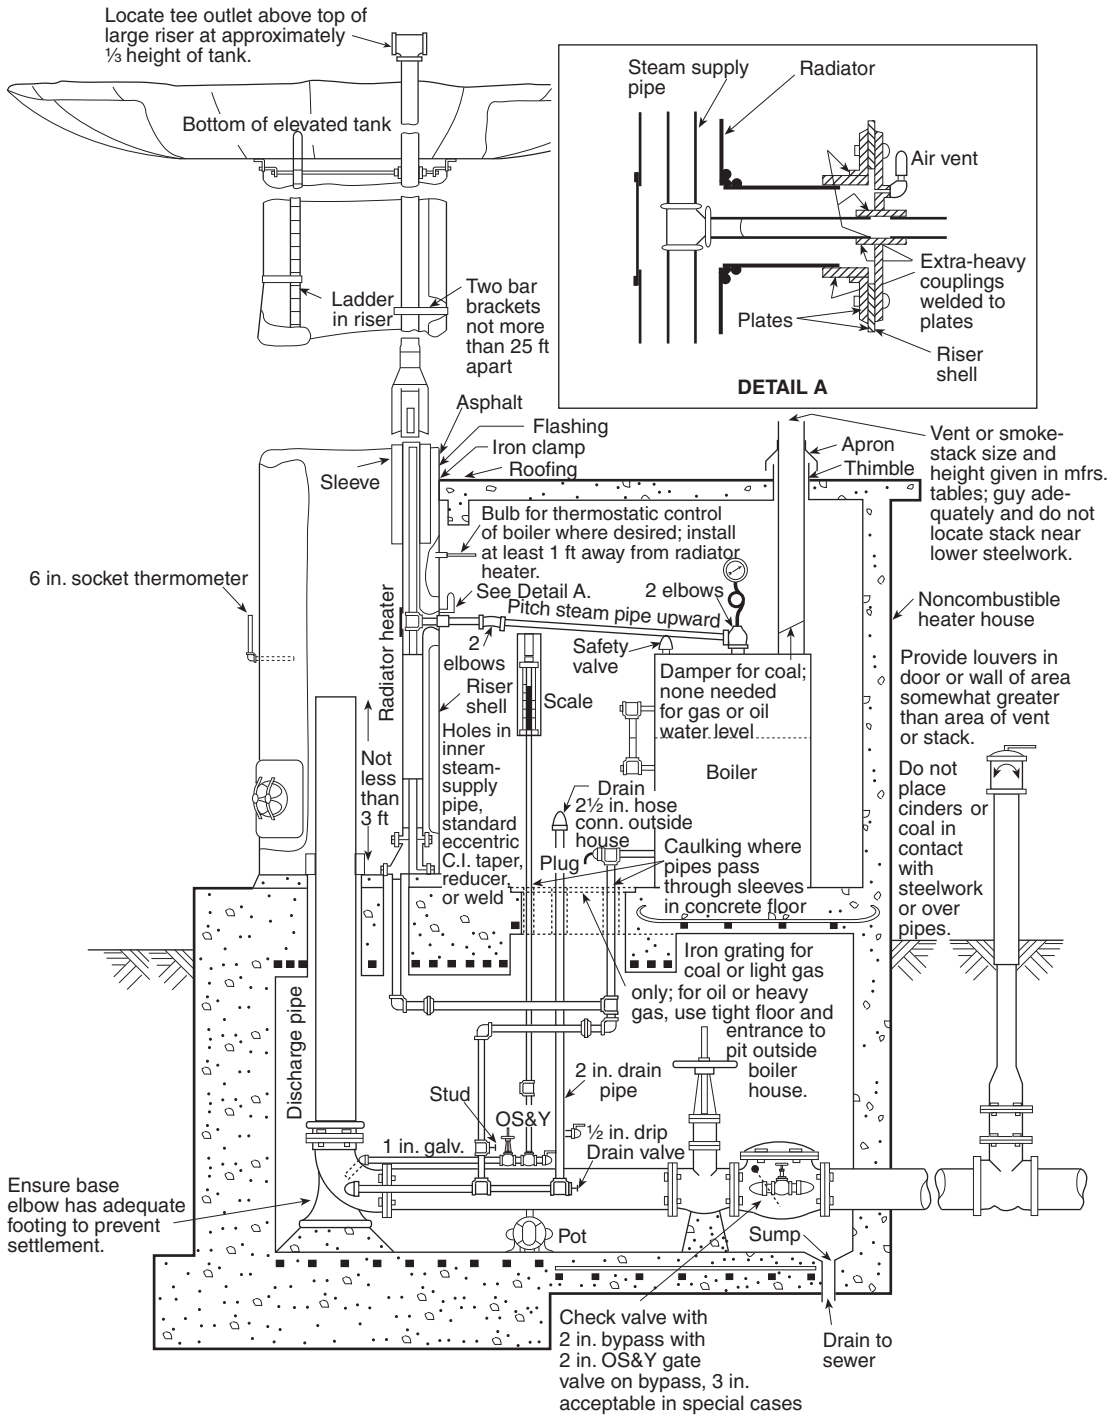 Locate tee outlet above top of
large riser at approximately
⅓ height of tank.
Bottom of elevated tank
Ladder
in riser
Two bar
brackets
not more
than 25 ft
apart
Steam supply
pipe
Radiator
Air vent
Extra-heavy
couplings
welded to
plates
Plates
Riser
shell
DETAIL A
Asphalt
Flashing
Iron clamp
Roofing
Sleeve
Apron
Thimble
Vent or smoke-
stack size and
height given in mfrs.
tables; guy ade-
quately and do not
locate stack near
lower steelwork.
Bulb for thermostatic control
of boiler where desired; install
at least 1 ft away from radiator
heater.
See Detail A.
6 in. socket thermometer
Radiator heater
Pitch steam pipe upward
2 elbows
2
elbows
Safety
valve
Noncombustible
heater house
Riser
shell
Scale
Damper for coal;
none needed
for gas or oil
water level
Boiler
Provide louvers in
door or wall of area
somewhat greater
than area of vent
or stack.
Not
less
than
3 ft
Holes in
inner
steam-
supply
pipe,
standard
eccentric
C.I. taper,
reducer,
or weld
Drain
2½ in. hose
conn. outside
house
Plug
Caulking where
pipes pass
through sleeves
in concrete floor
Do not
place
cinders or
coal in
contact
with
steelwork
or over
pipes.
Iron grating for
coal or light gas
only; for oil or heavy
gas, use tight floor and
entrance to
pit outside
boiler
house.
Discharge pipe
2 in. drain
pipe
Stud
OS&Y
1 in. galv.
½ in. drip
Drain valve
Ensure base
elbow has adequate
footing to prevent
settlement.
Pot
Sump
Check valve with
2 in. bypass with
2 in. OS&Y gate
valve on bypass, 3 in.
acceptable in special cases
Drain to
sewer